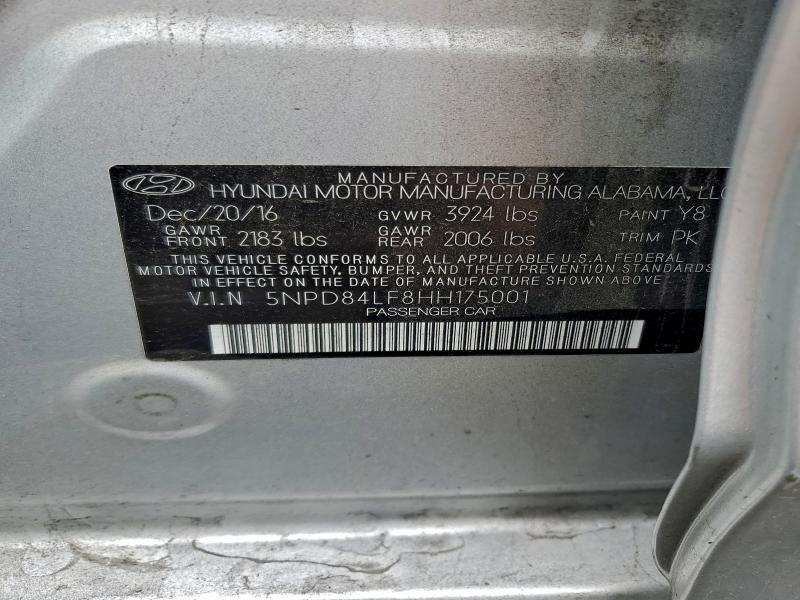 MANUFACTURED BY
HYUNDAI MOTOR MANUFACTURING ALABAMA, LLC
Dec/20/16 GVWR 3924 lbs PAINT Y8
GAWR FRONT 2183 lbs GAWR REAR 2006 lbs TRIM PK
THIS VEHICLE CONFORMS TO ALL APPLICABLE U.S.A. FEDERAL
MOTOR VEHICLE SAFETY, BUMPER, AND THEFT PREVENTION STANDARDS
IN EFFECT ON THE DATE OF MANUFACTURE SHOWN ABOVE
V.I.N 5NPD84LF8HH175001
PASSENGER CAR